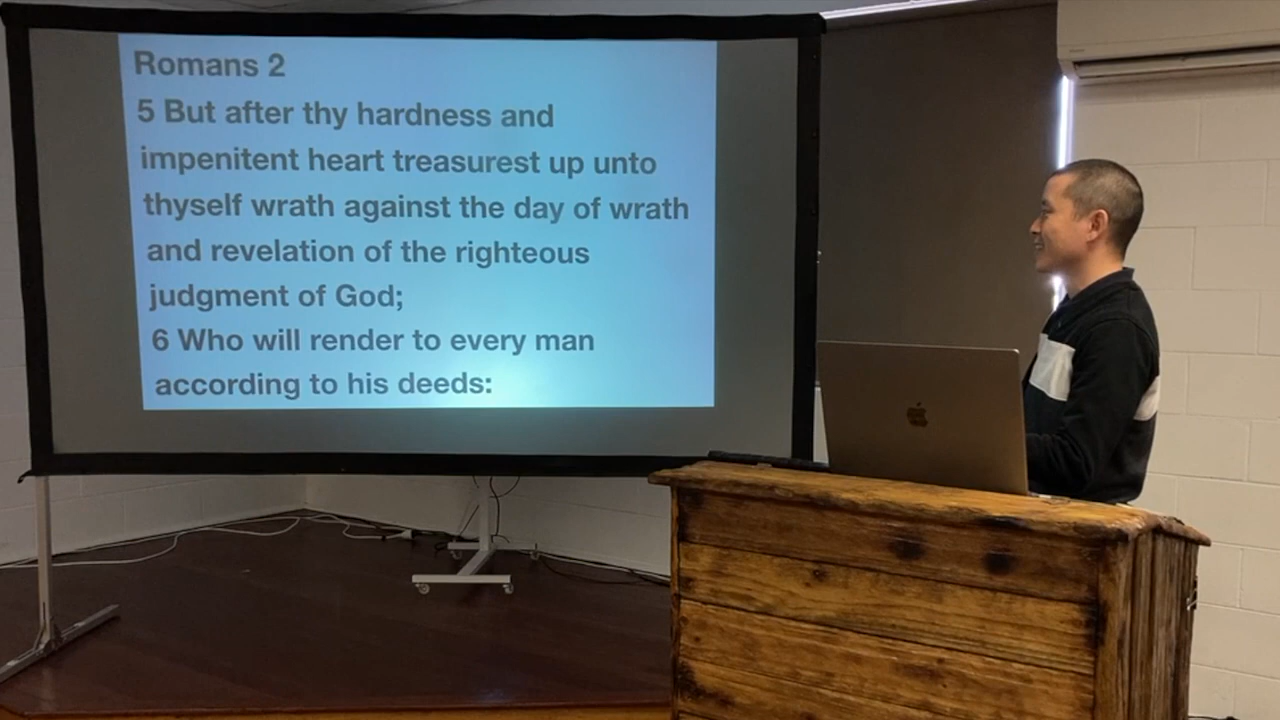 Romans 2
5 But after thy hardness and
impenitent heart treasurest up unto
thyself wrath against the day of wrath
and revelation of the righteous
judgment of God;
6 Who will render to every man
according to his deeds: